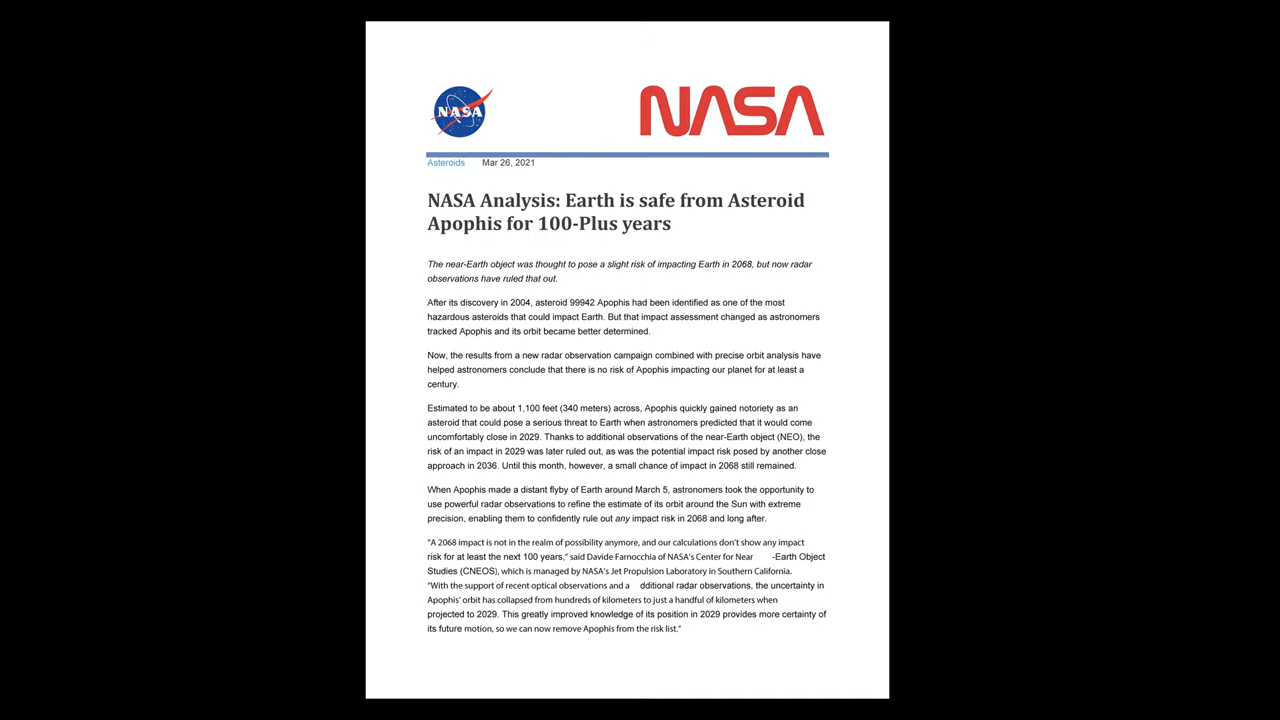 NASA
NASA
Asteroids Mar 26, 2021
NASA Analysis: Earth is safe from Asteroid
Apophis for 100-Plus years
The near-Earth object was thought to pose a slight risk of impacting Earth in 2068, but now radar
observations have ruled that out.
After its discovery in 2004, asteroid 99942 Apophis had been identified as one of the most
hazardous asteroids that could impact Earth. But that impact assessment changed as astronomers
tracked Apophis and its orbit became better determined.
Now, the results from a new radar observation campaign combined with precise orbit analysis have
helped astronomers conclude that there is no risk of Apophis impacting our planet for at least a
century.
Estimated to be about 1,100 feet (340 meters) across, Apophis quickly gained notoriety as an
asteroid that could pose a serious threat to Earth when astronomers predicted that it would come
uncomfortably close in 2029. Thanks to additional observations of the near-Earth object (NEO), the
risk of an impact in 2029 was later ruled out, as was the potential impact risk posed by another close
approach in 2036. Until this month, however, a small chance of impact in 2068 still remained.
When Apophis made a distant flyby of Earth around March 5, astronomers took the opportunity to
use powerful radar observations to refine the estimate of its orbit around the Sun with extreme
precision, enabling them to confidently rule out any impact risk in 2068 and long after.
“A 2068 impact is not in the realm of possibility anymore, and our calculations don’t show any impact
risk for at least the next 100 years,” said Davide Farnocchia of NASA’s Center for Near -Earth Object
Studies (CNEOS), which is managed by NASA’s Jet Propulsion Laboratory in Southern California.
“With the support of recent optical observations and a dditional radar observations, the uncertainty in
Apophis’ orbit has collapsed from hundreds of kilometers to just a handful of kilometers when
projected to 2029. This greatly improved knowledge of its position in 2029 provides more certainty of
its future motion, so we can now remove Apophis from the risk list.”